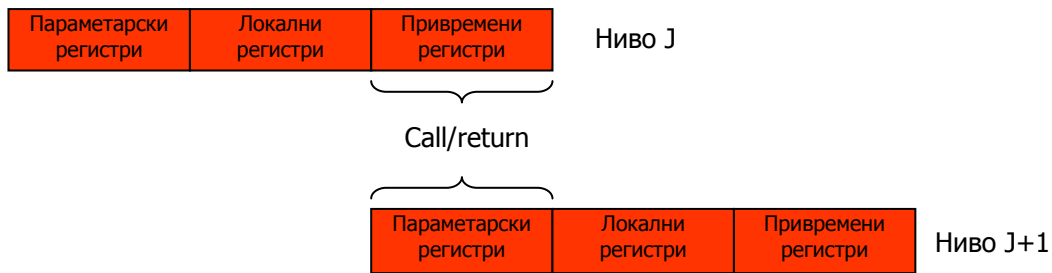 Параметарски
регистри
Локални
регистри
Привремени
регистри
Ниво J
Call/return
Параметарски
регистри
Локални
регистри
Привремени
регистри
Ниво J+1